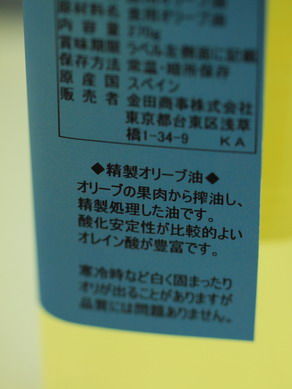 原材料名 食用オリーブ油
内 容 量 270g
賞味期限 ラベル左側面に記載
保存方法 常温・暗所保存
原 産 国 スペイン
販 売 者 金田商事株式会社
東京都台東区浅草
橋1-34-9 KA
◆精製オリーブ油◆
オリーブの果肉から搾油し、
精製処理した油です。
酸化安定性が比較的よい
オレイン酸が豊富です。
寒冷時など白く固まったり
オリが出ることがありますが
品質には問題ありません。